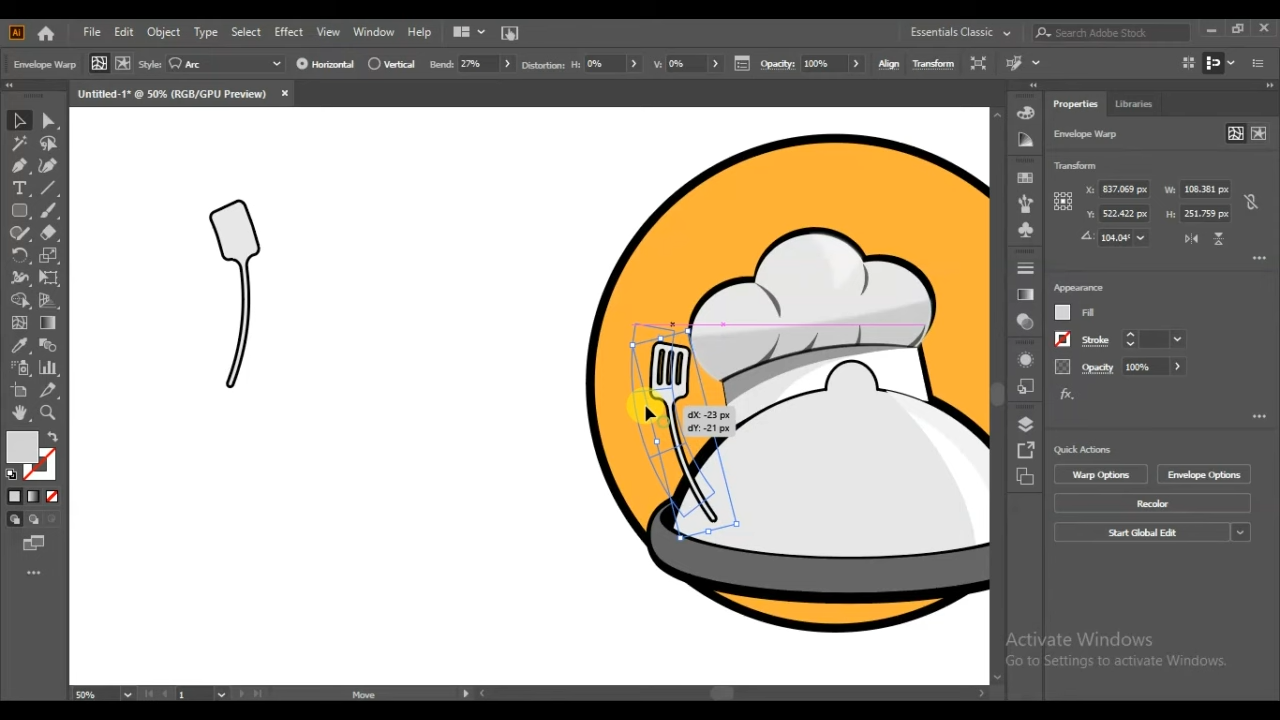 Ai File Edit Object Type Select Effect View Window Help Essentials Classic Search Adobe Stock
Envelope Warp Style: Arc Horizontal Vertical Bend: 27% Distortion: H: 0% V: 0% Opacity: 100% Align Transform
Untitled-1* @ 50% (RGB/GPU Preview)
Properties Libraries
Envelope Warp
Transform
X: 837.069 px W: 108.381 px
Y: 522.422 px H: 251.759 px
104.04°
Appearance
Fill
Stroke
Opacity 100%
fx.
dX: -23 px
dY: -21 px
Quick Actions
Warp Options Envelope Options
Recolor
Start Global Edit
Activate Windows
Go to Settings to activate Windows.
50% 1 Move